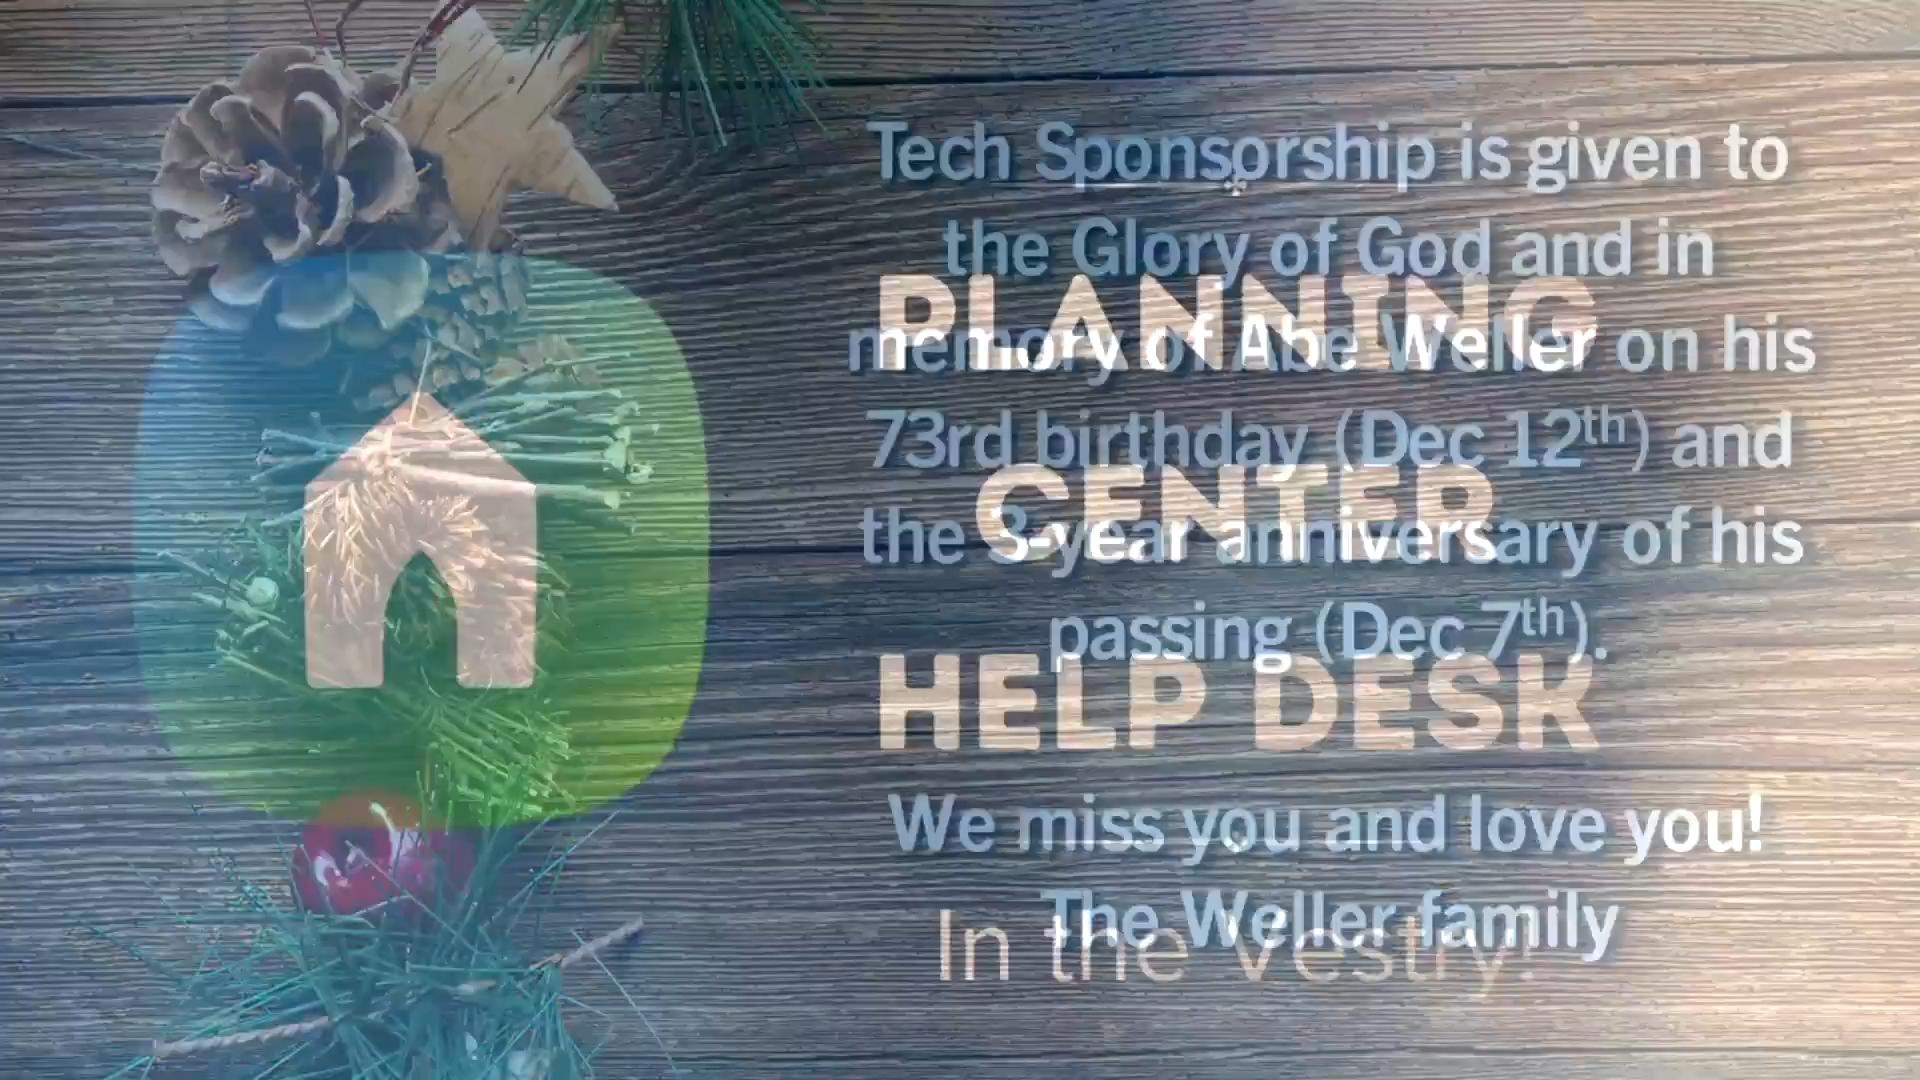 Tech Sponsorship is given to
the Glory of God and in
memory of Abe Weller on his
73rd birthday (Dec 12th) and
the 3-year anniversary of his
passing (Dec 7th).
We miss you and love you!
The Weller family
PLANNING
CENTER
HELP DESK
In the Vestry!